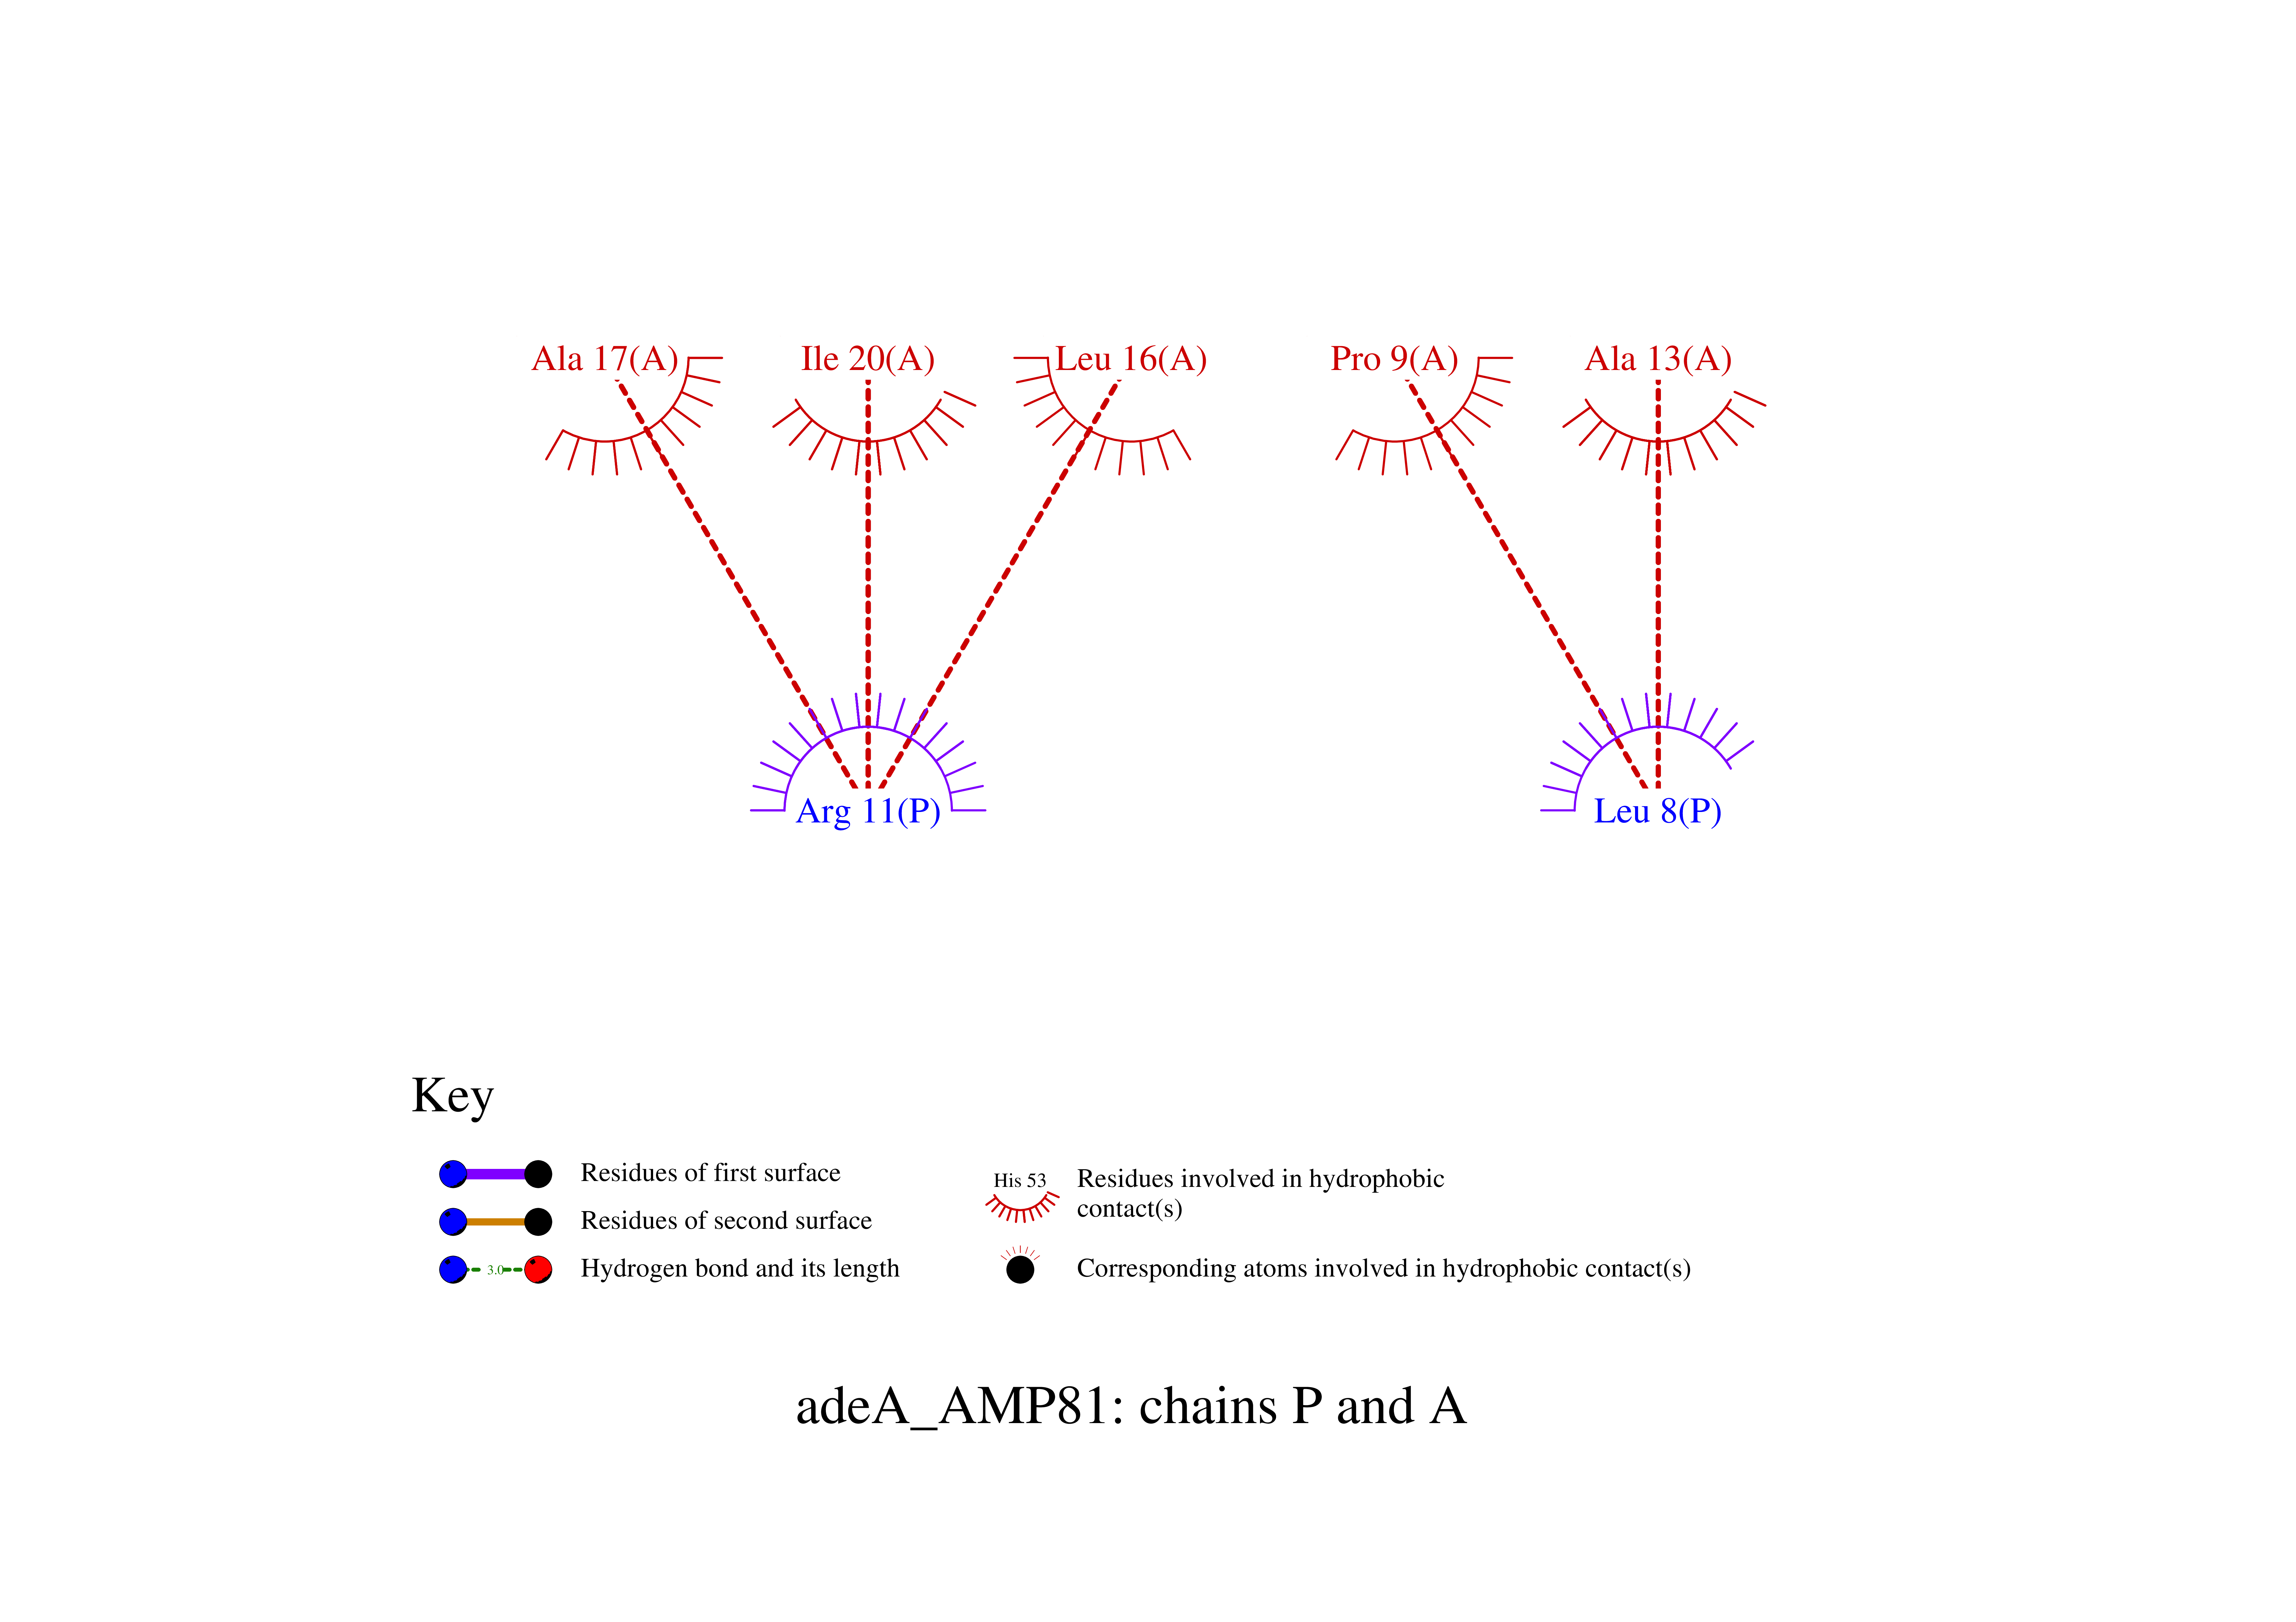 Ala 17(A) Ile 20(A) Leu 16(A) Pro 9(A) Ala 13(A)
Arg 11(P) Leu 8(P)
Key
Residues of first surface
Residues of second surface
3.0 Hydrogen bond and its length
His 53 Residues involved in hydrophobic
contact(s)
Corresponding atoms involved in hydrophobic contact(s)
adeA_AMP81: chains P and A